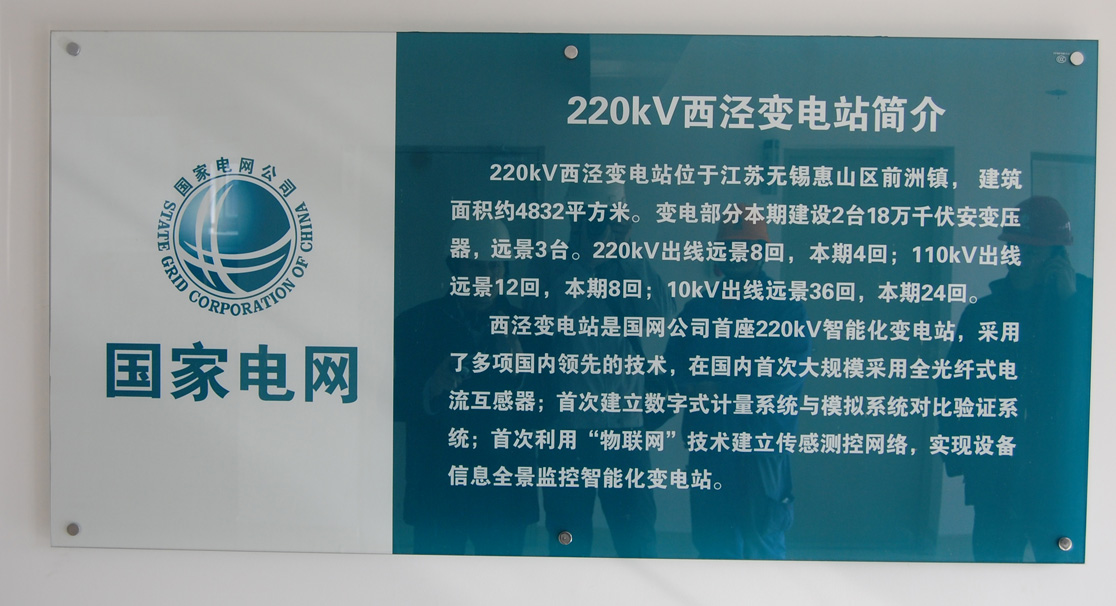 国家电网公司
STATE GRID CORPORATION OF CHINA
国家电网
220kV西泾变电站简介
220kV西泾变电站位于江苏无锡惠山区前洲镇，建筑
面积约4832平方米。变电部分本期建设2台18万千伏安变压
器，远景3台。220kV出线远景8回，本期4回；110kV出线
远景12回，本期8回；10kV出线远景36回，本期24回。
西泾变电站是国网公司首座220kV智能化变电站，采用
了多项国内领先的技术，在国内首次大规模采用全光纤式电
流互感器；首次建立数字式计量系统与模拟系统对比验证系
统；首次利用“物联网”技术建立传感测控网络，实现设备
信息全景监控智能化变电站。